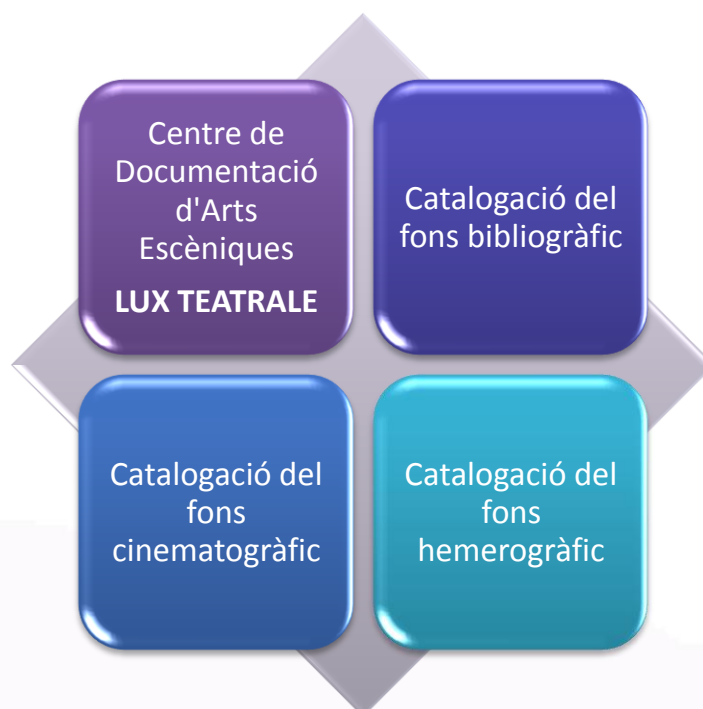 Centre de
Documentació
d'Arts
Escèniques
LUX TEATRALE
Catalogació del
fons bibliogràfic
Catalogació del
fons
cinematogràfic
Catalogació del
fons
hemerogràfic